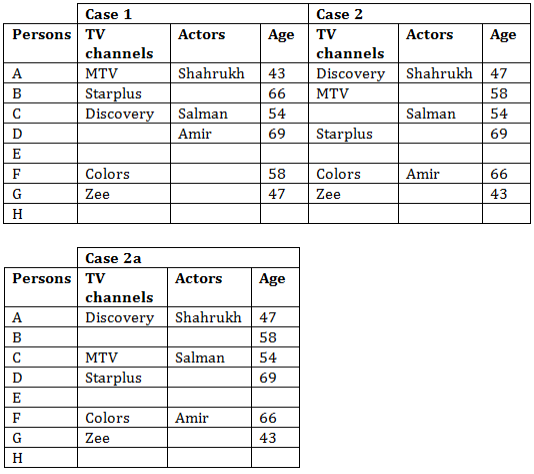 Case 1 Case 2
Persons TV channels Actors Age TV channels Actors Age
A MTV Shahrukh 43 Discovery Shahrukh 47
B Starplus 66 MTV 58
C Discovery Salman 54 Salman 54
D Amir 69 Starplus 69
E
F Colors 58 Colors Amir 66
G Zee 47 Zee 43
H
Case 2a
Persons TV channels Actors Age
A Discovery Shahrukh 47
B 58
C MTV Salman 54
D Starplus 69
E
F Colors Amir 66
G Zee 43
H